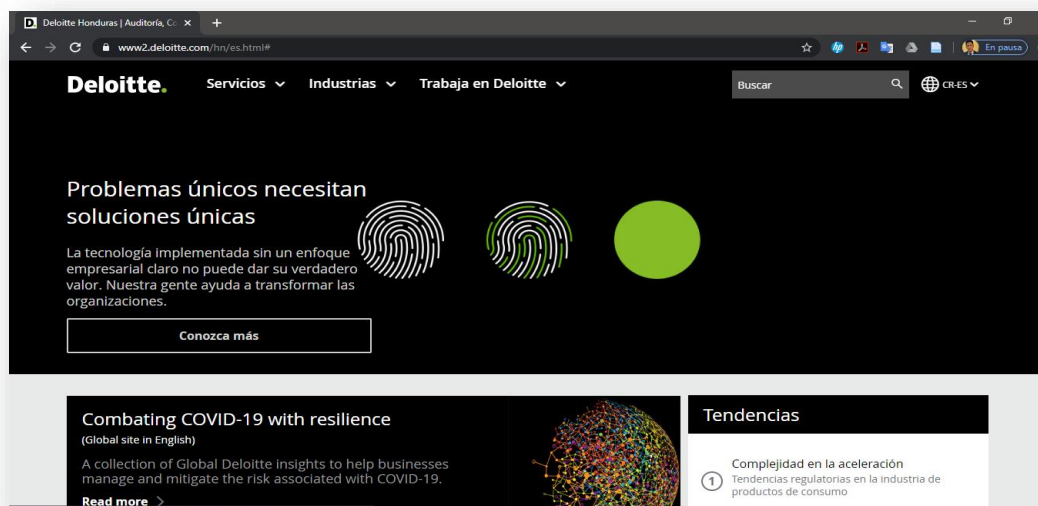 Deloitte Honduras | Auditoría, Co
www2.deloitte.com/hn/es.html#
En pausa
Deloitte.
Servicios
Industrias
Trabaja en Deloitte
Buscar
CR-ES
Problemas únicos necesitan
soluciones únicas
La tecnología implementada sin un enfoque
empresarial claro no puede dar su verdadero
valor. Nuestra gente ayuda a transformar las
organizaciones.
Conozca más
Combating COVID-19 with resilience
(Global site in English)
A collection of Global Deloitte insights to help businesses
manage and mitigate the risk associated with COVID-19.
Read more
Tendencias
1
Complejidad en la aceleración
Tendencias regulatorias en la industria de
productos de consumo